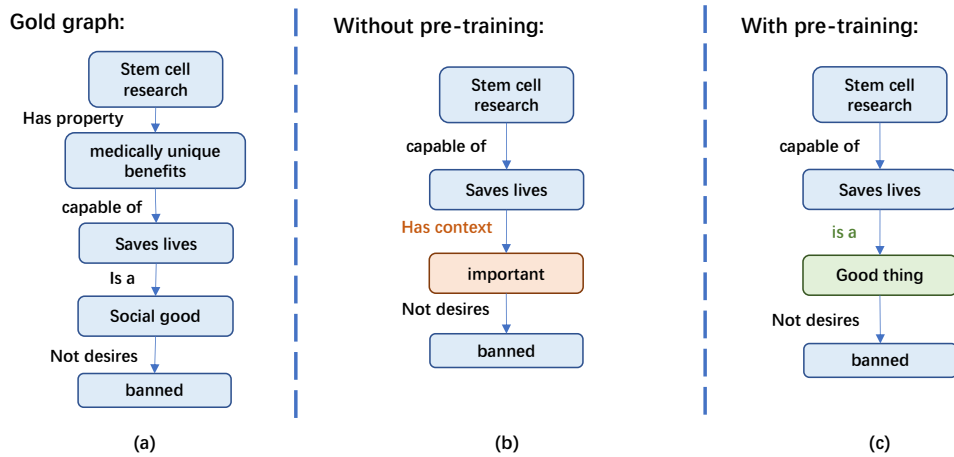 Gold graph:
Stem cell
research
Has property
medically unique
benefits
capable of
Saves lives
Is a
Social good
Not desires
banned
(a)
Without pre-training:
Stem cell
research
capable of
Saves lives
Has context
important
Not desires
banned
(b)
With pre-training:
Stem cell
research
capable of
Saves lives
is a
Good thing
Not desires
banned
(c)